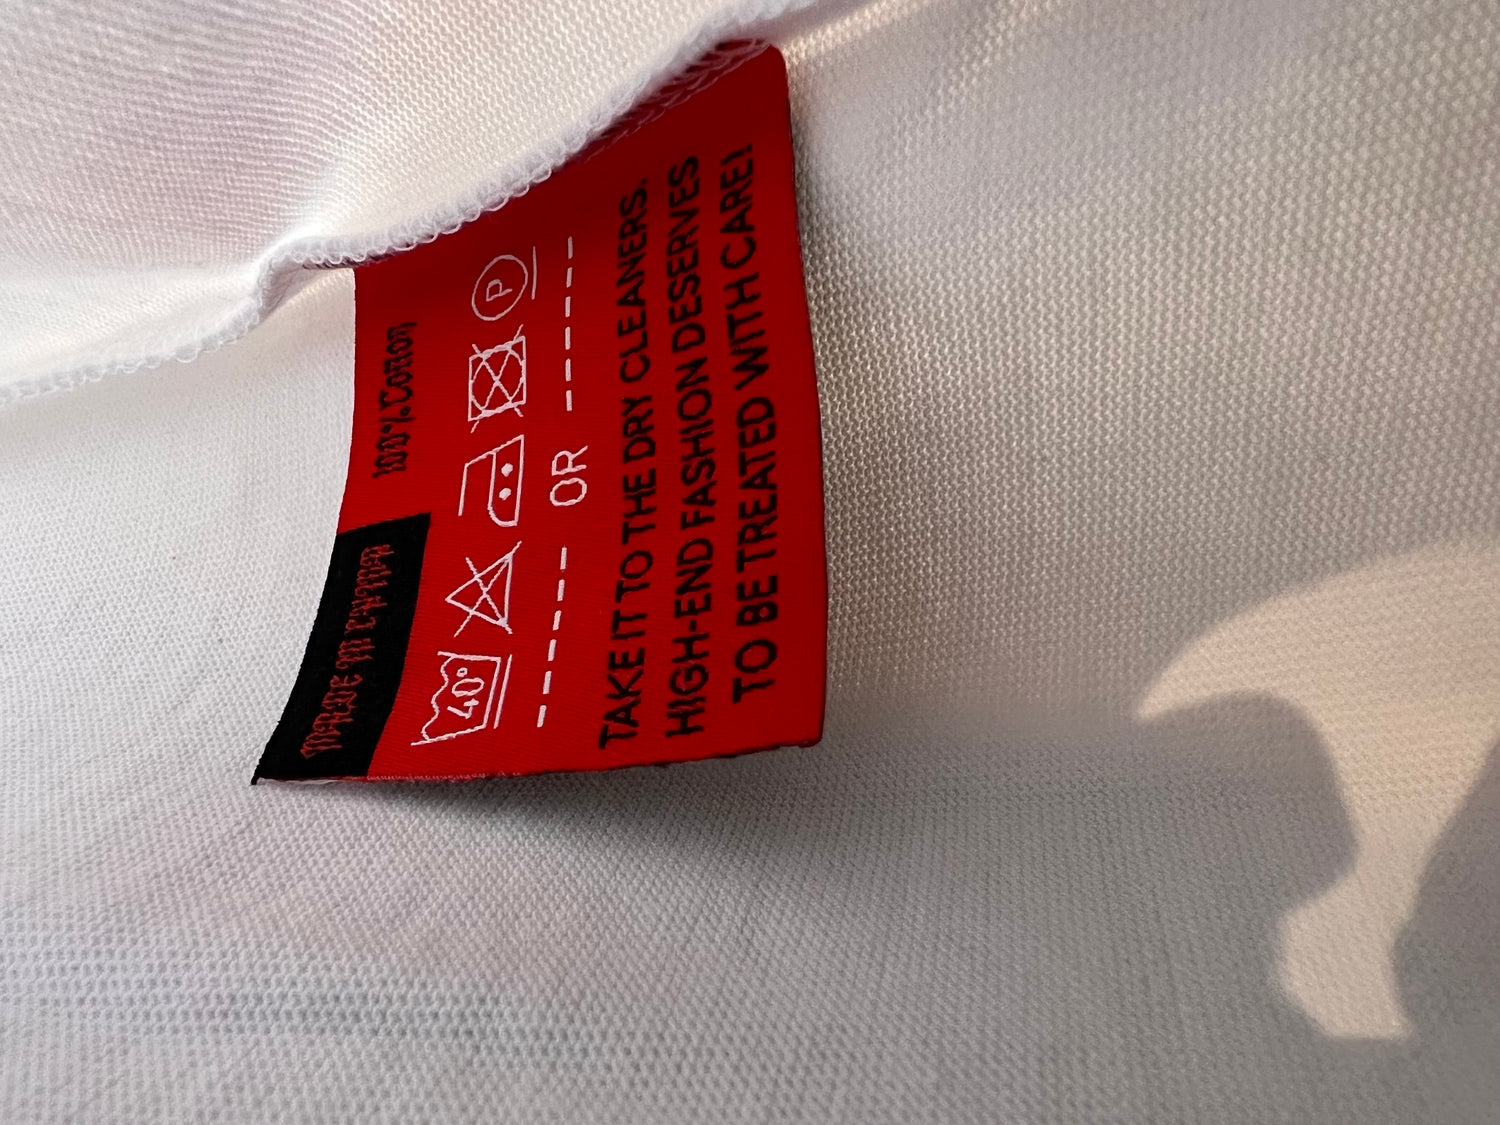 100% Cotton
MADE IN CHINA
40°
P
OR
TAKE IT TO THE DRY CLEANERS.
HIGH-END FASHION DESERVES
TO BE TREATED WITH CARE!